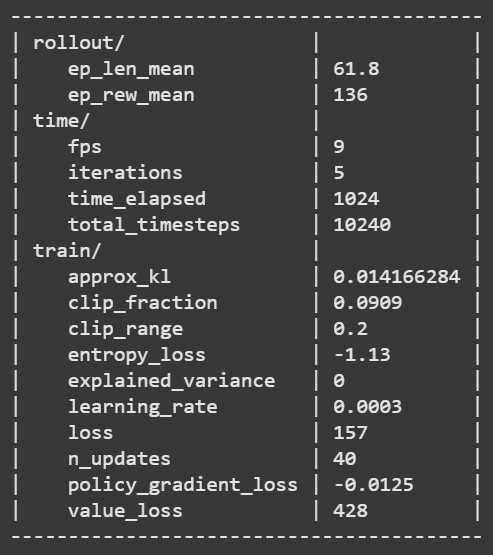 ------------------------------------------
| rollout/                |             |
|    ep_len_mean          | 61.8        |
|    ep_rew_mean          | 136         |
| time/                   |             |
|    fps                  | 9           |
|    iterations           | 5           |
|    time_elapsed         | 1024        |
|    total_timesteps      | 10240       |
| train/                  |             |
|    approx_kl            | 0.014166284 |
|    clip_fraction        | 0.0909      |
|    clip_range           | 0.2         |
|    entropy_loss         | -1.13       |
|    explained_variance   | 0           |
|    learning_rate        | 0.0003      |
|    loss                 | 157         |
|    n_updates            | 40          |
|    policy_gradient_loss | -0.0125     |
|    value_loss           | 428         |
------------------------------------------